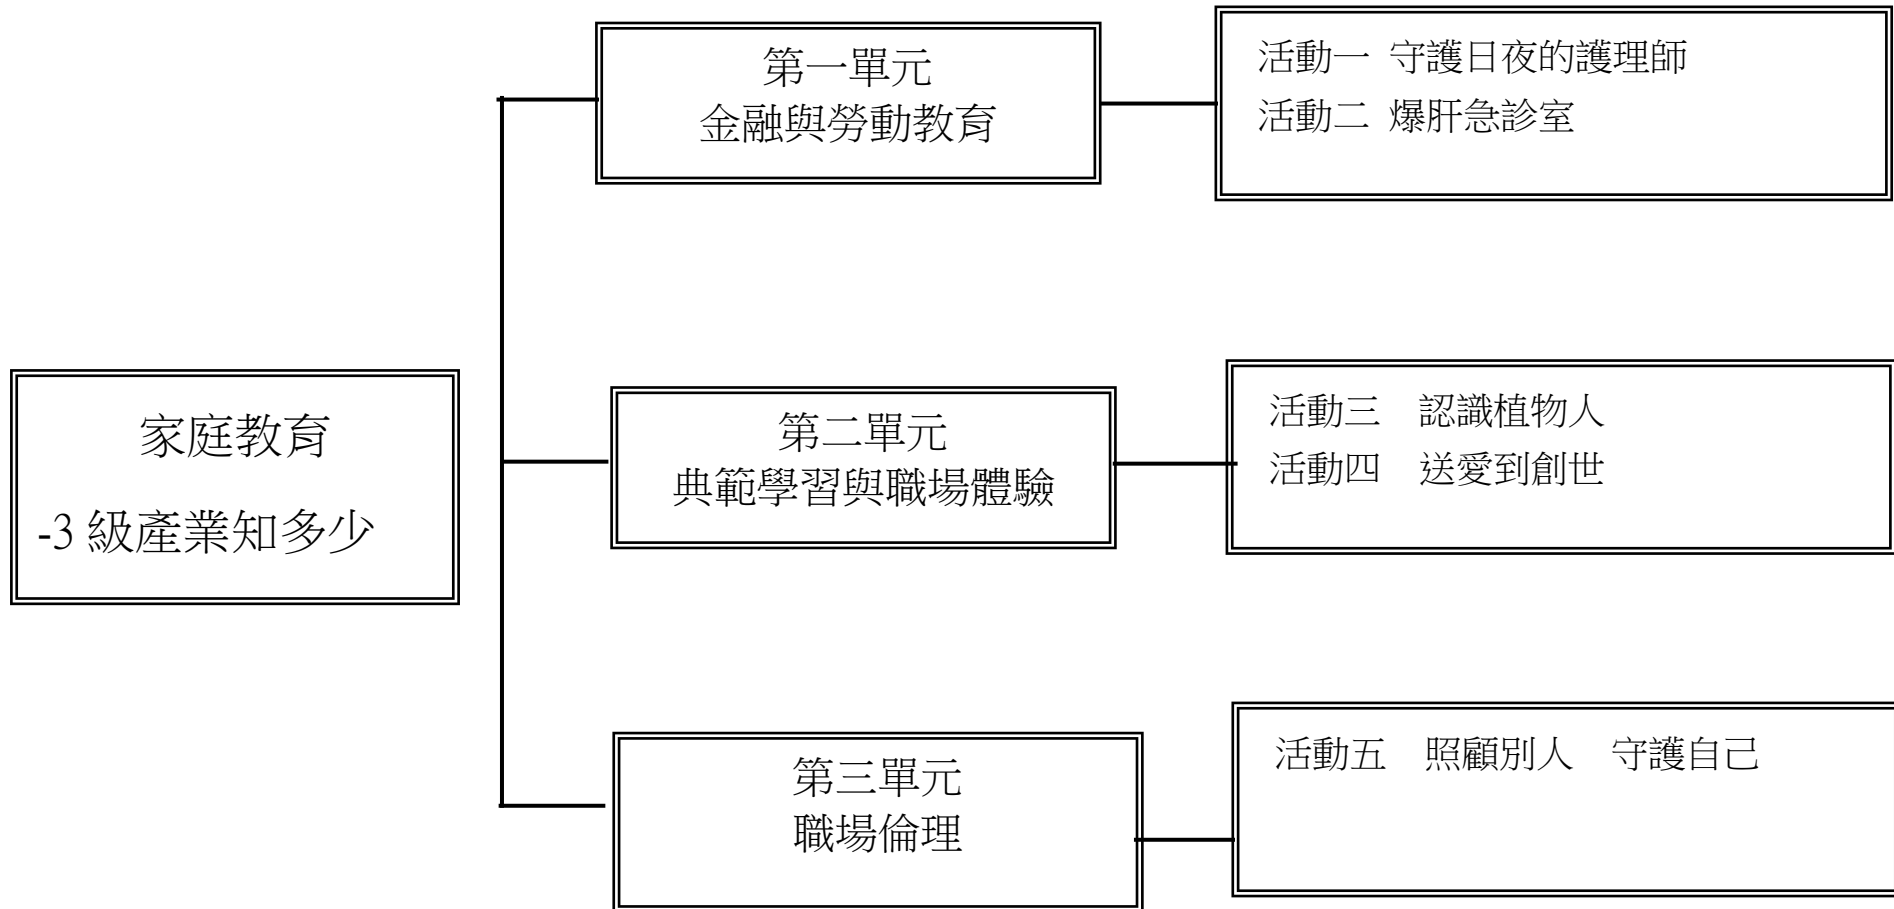 家庭教育
-3 級產業知多少
第一單元
金融與勞動教育
活動一 守護日夜的護理師
活動二 爆肝急診室
第二單元
典範學習與職場體驗
活動三　認識植物人
活動四　送愛到創世
第三單元
職場倫理
活動五　照顧別人　守護自己